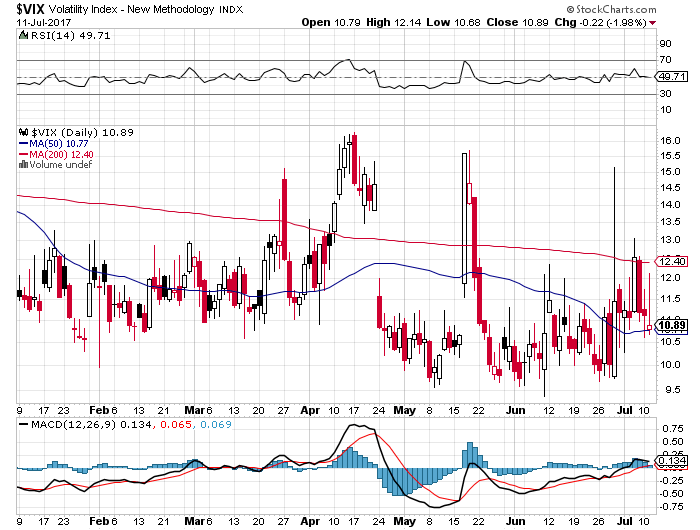 $VIX Volatility Index - New Methodology INDX © StockCharts.com
11-Jul-2017 Open 10.79 High 12.14 Low 10.68 Close 10.89 Chg -0.22 (-1.98%)
RSI(14) 49.71
90
70
49.71
30
10
$VIX (Daily) 10.89
MA(50) 10.77
MA(200) 12.40
Volume undef
16.0
15.5
15.0
14.5
14.0
13.5
13.0
12.40
12.0
11.5
11.0
10.89
10.5
10.0
9.5
9 17 23 Feb 6 13 21 Mar 6 13 20 27 Apr 10 17 24 May 8 15 22 Jun 12 19 26 Jul 10
MACD(12,26,9) 0.134, 0.065, 0.069
0.75
0.50
0.134
0.00
-0.25
-0.50
-0.75
9 17 23 Feb 6 13 21 Mar 6 13 20 27 Apr 10 17 24 May 8 15 22 Jun 12 19 26 Jul 10